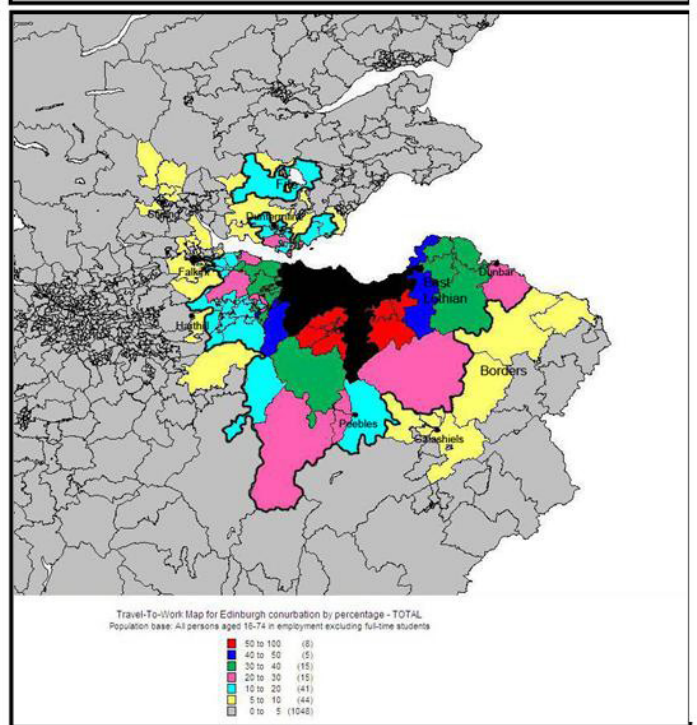 Fife
Stirling
Dunfermline
Falkirk
East
Lothian
Dunbar
Harthill
Borders
Peebles
Galashiels
Travel-To-Work Map for Edinburgh conurbation by percentage - TOTAL
Population base: All persons aged 16-74 in employment excluding full-time students
50 to 100 (8)
40 to 50 (5)
30 to 40 (15)
20 to 30 (15)
10 to 20 (41)
5 to 10 (44)
0 to 5 (1048)